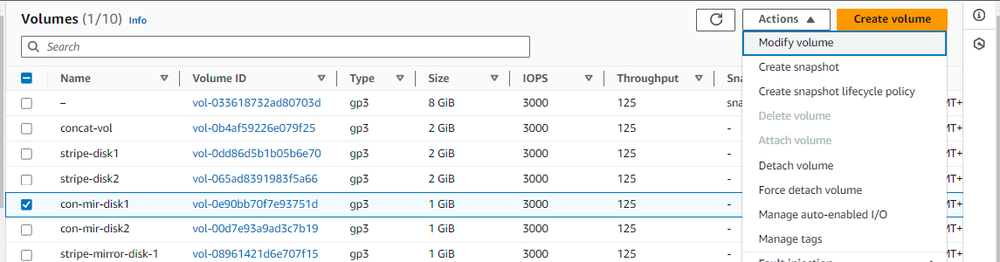 Volumes (1/10) Info
Actions ▲ Create volume
Search
Modify volume
Create snapshot
Create snapshot lifecycle policy
Delete volume
Attach volume
Detach volume
Force detach volume
Manage auto-enabled I/O
Manage tags
Name Volume ID Type Size IOPS Throughput Sna
– vol-033618732ad80703d gp3 8 GiB 3000 125 sna MT+
concat-vol vol-0b4af59226e079f25 gp3 2 GiB 3000 125 - MT+
stripe-disk1 vol-0dd86d5b1b05b6e70 gp3 2 GiB 3000 125 - MT+
stripe-disk2 vol-065ad8391983f5a66 gp3 2 GiB 3000 125 - MT+
con-mir-disk1 vol-0e90bb70f7e93751d gp3 1 GiB 3000 125 - MT+
con-mir-disk2 vol-00d7e93a9ad3c7b19 gp3 1 GiB 3000 125 - MT+
stripe-mirror-disk-1 vol-08961421d6e707f15 gp3 1 GiB 3000 125 - MT+